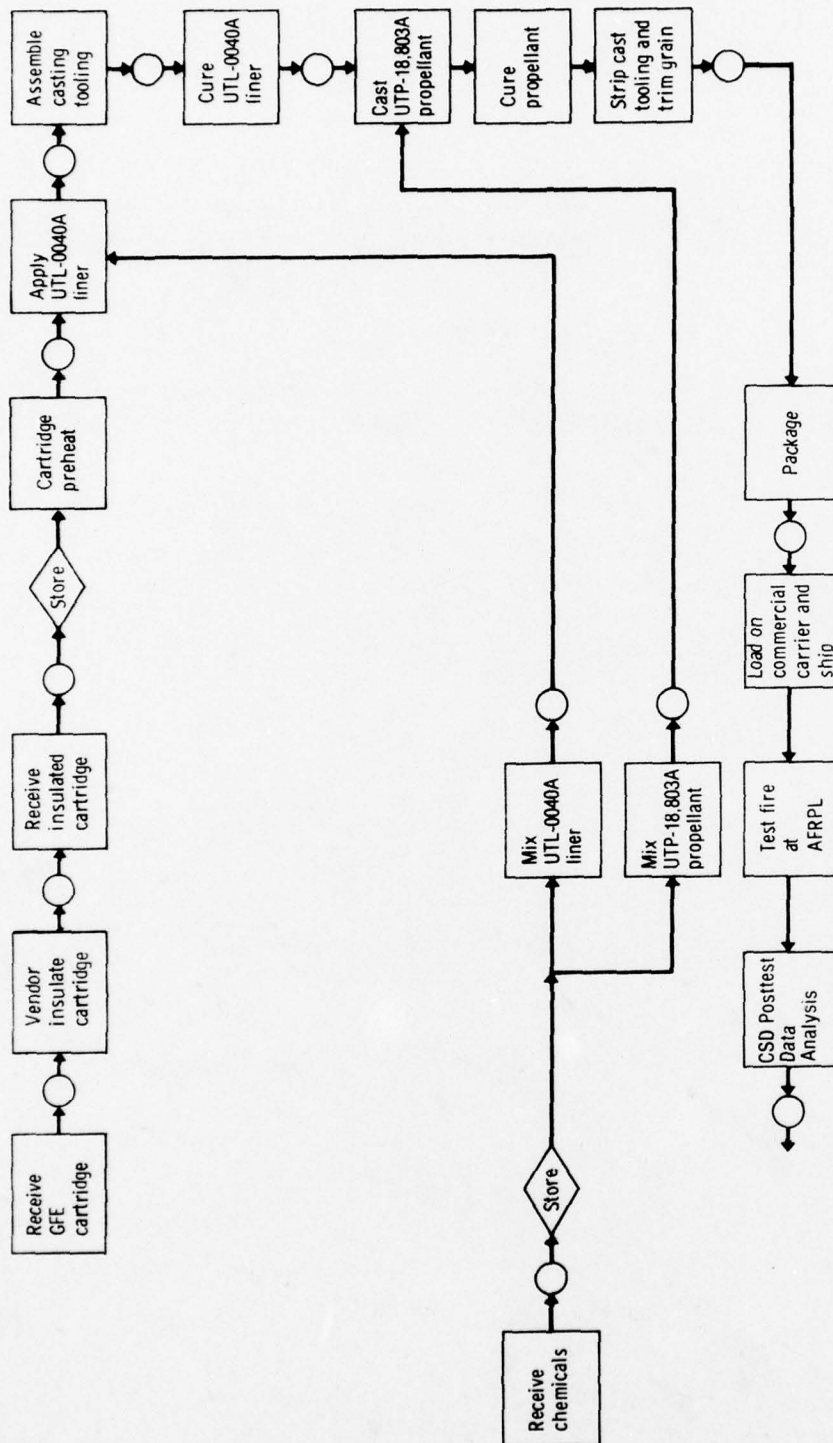 Receive
GFE
cartridge
Vendor
insulate
cartridge
Receive
insulated
cartridge
Store
Cartridge
preheat
Apply
UTL-0040A
liner
Assemble
casting
tooling
Cure
UTL-0040A
liner
Cast
UTP-18,803A
propellant
Cure
propellant
Strip cast
tooling and
trim grain
Receive
chemicals
Store
Mix
UTL-0040A
liner
Mix
UTP-18,803A
propellant
Package
Load on
commercial
carrier and
ship
Test fire
at
AFRPL
CSD Posttest
Data
Analysis